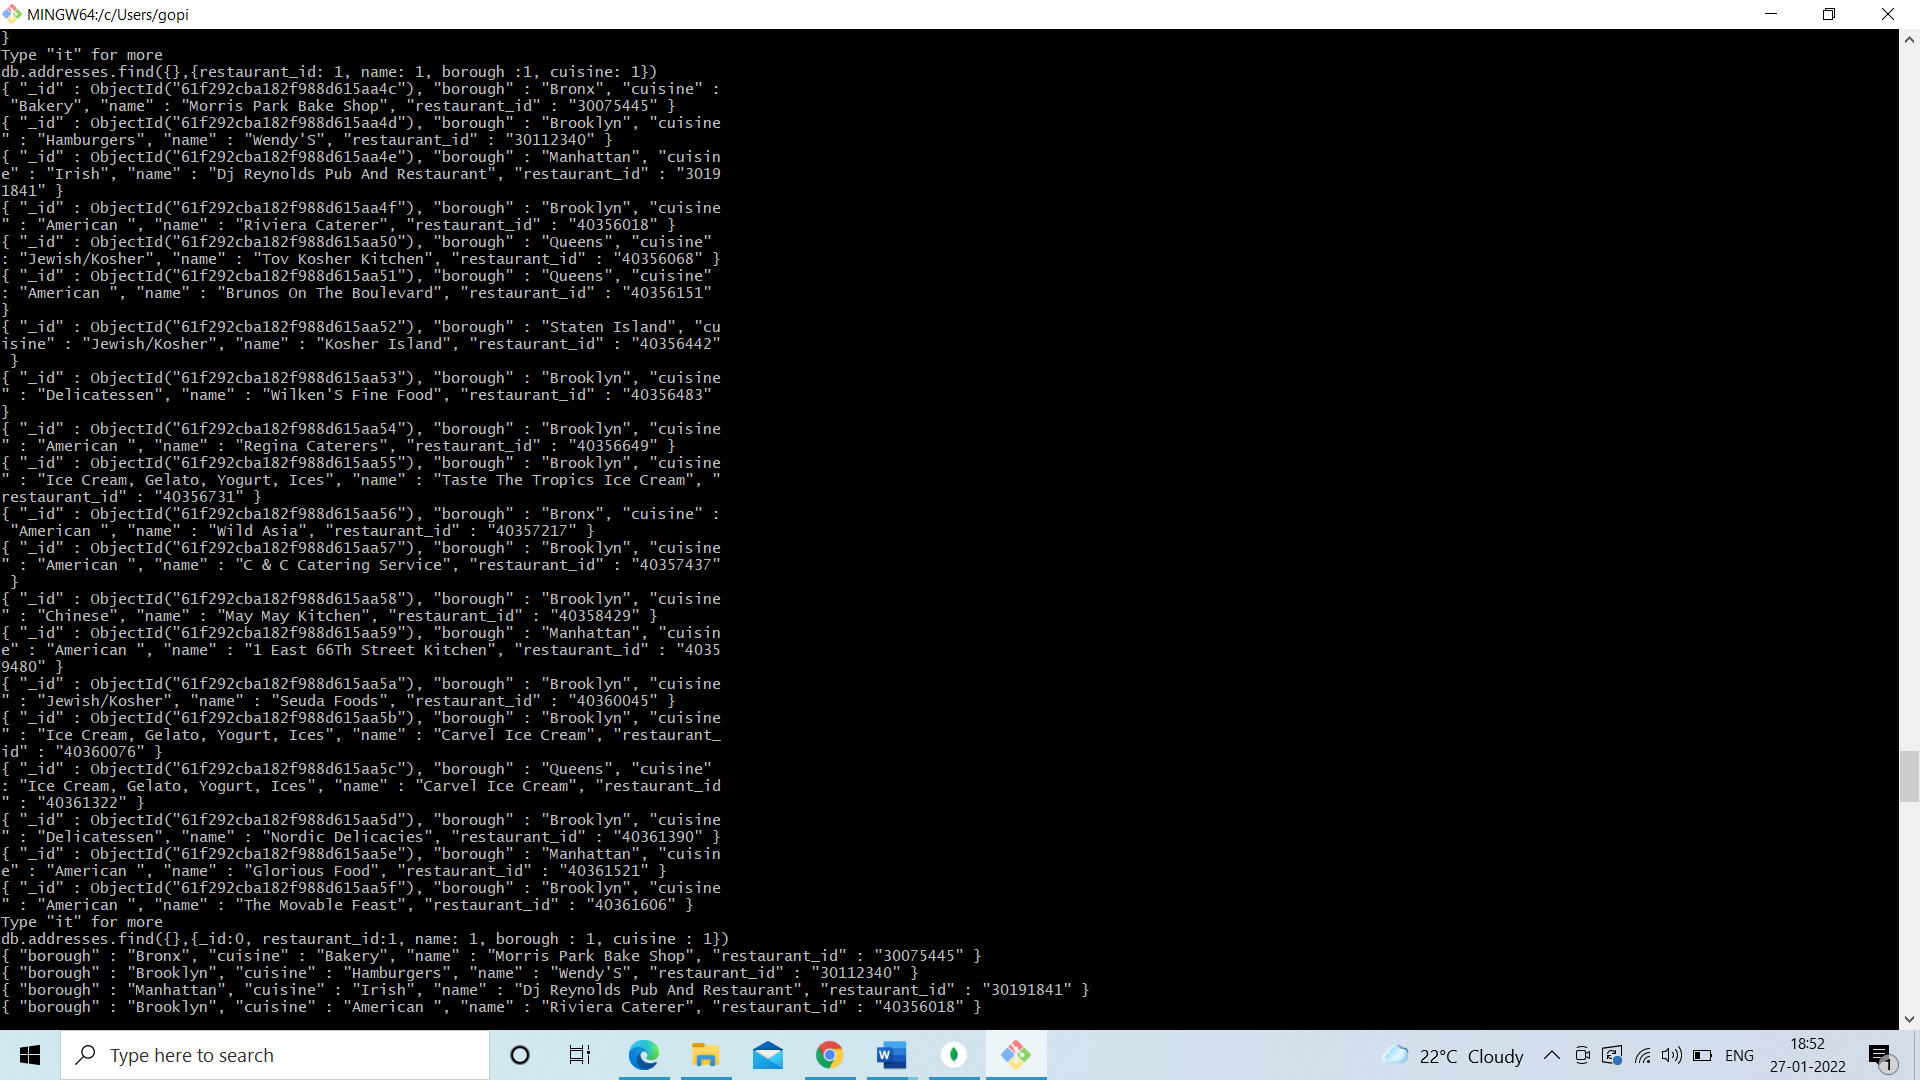 MINGW64:/c/Users/gopi
}
Type "it" for more
db.addresses.find({},{restaurant_id: 1, name: 1, borough :1, cuisine: 1})
{ "_id" : ObjectId("61f292cba182f988d615aa4c"), "borough" : "Bronx", "cuisine" :
 "Bakery", "name" : "Morris Park Bake Shop", "restaurant_id" : "30075445" }
{ "_id" : ObjectId("61f292cba182f988d615aa4d"), "borough" : "Brooklyn", "cuisine
" : "Hamburgers", "name" : "Wendy'S", "restaurant_id" : "30112340" }
{ "_id" : ObjectId("61f292cba182f988d615aa4e"), "borough" : "Manhattan", "cuisin
e" : "Irish", "name" : "Dj Reynolds Pub And Restaurant", "restaurant_id" : "3019
1841" }
{ "_id" : ObjectId("61f292cba182f988d615aa4f"), "borough" : "Brooklyn", "cuisine
" : "American ", "name" : "Riviera Caterer", "restaurant_id" : "40356018" }
{ "_id" : ObjectId("61f292cba182f988d615aa50"), "borough" : "Queens", "cuisine"
: "Jewish/Kosher", "name" : "Tov Kosher Kitchen", "restaurant_id" : "40356068" }
{ "_id" : ObjectId("61f292cba182f988d615aa51"), "borough" : "Queens", "cuisine"
: "American ", "name" : "Brunos On The Boulevard", "restaurant_id" : "40356151"
}
{ "_id" : ObjectId("61f292cba182f988d615aa52"), "borough" : "Staten Island", "cu
isine" : "Jewish/Kosher", "name" : "Kosher Island", "restaurant_id" : "40356442"
 }
{ "_id" : ObjectId("61f292cba182f988d615aa53"), "borough" : "Brooklyn", "cuisine
" : "Delicatessen", "name" : "Wilken'S Fine Food", "restaurant_id" : "40356483"
}
{ "_id" : ObjectId("61f292cba182f988d615aa54"), "borough" : "Brooklyn", "cuisine
" : "American ", "name" : "Regina Caterers", "restaurant_id" : "40356649" }
{ "_id" : ObjectId("61f292cba182f988d615aa55"), "borough" : "Brooklyn", "cuisine
" : "Ice Cream, Gelato, Yogurt, Ices", "name" : "Taste The Tropics Ice Cream", "
restaurant_id" : "40356731" }
{ "_id" : ObjectId("61f292cba182f988d615aa56"), "borough" : "Bronx", "cuisine" :
 "American ", "name" : "Wild Asia", "restaurant_id" : "40357217" }
{ "_id" : ObjectId("61f292cba182f988d615aa57"), "borough" : "Brooklyn", "cuisine
" : "American ", "name" : "C & C Catering Service", "restaurant_id" : "40357437"
 }
{ "_id" : ObjectId("61f292cba182f988d615aa58"), "borough" : "Brooklyn", "cuisine
" : "Chinese", "name" : "May May Kitchen", "restaurant_id" : "40358429" }
{ "_id" : ObjectId("61f292cba182f988d615aa59"), "borough" : "Manhattan", "cuisin
e" : "American ", "name" : "1 East 66Th Street Kitchen", "restaurant_id" : "4035
9480" }
{ "_id" : ObjectId("61f292cba182f988d615aa5a"), "borough" : "Brooklyn", "cuisine
" : "Jewish/Kosher", "name" : "Seuda Foods", "restaurant_id" : "40360045" }
{ "_id" : ObjectId("61f292cba182f988d615aa5b"), "borough" : "Brooklyn", "cuisine
" : "Ice Cream, Gelato, Yogurt, Ices", "name" : "Carvel Ice Cream", "restaurant_
id" : "40360076" }
{ "_id" : ObjectId("61f292cba182f988d615aa5c"), "borough" : "Queens", "cuisine"
: "Ice Cream, Gelato, Yogurt, Ices", "name" : "Carvel Ice Cream", "restaurant_id
" : "40361322" }
{ "_id" : ObjectId("61f292cba182f988d615aa5d"), "borough" : "Brooklyn", "cuisine
" : "Delicatessen", "name" : "Nordic Delicacies", "restaurant_id" : "40361390" }
{ "_id" : ObjectId("61f292cba182f988d615aa5e"), "borough" : "Manhattan", "cuisin
e" : "American ", "name" : "Glorious Food", "restaurant_id" : "40361521" }
{ "_id" : ObjectId("61f292cba182f988d615aa5f"), "borough" : "Brooklyn", "cuisine
" : "American ", "name" : "The Movable Feast", "restaurant_id" : "40361606" }
Type "it" for more
db.addresses.find({},{_id:0, restaurant_id:1, name: 1, borough : 1, cuisine : 1})
{ "borough" : "Bronx", "cuisine" : "Bakery", "name" : "Morris Park Bake Shop", "restaurant_id" : "30075445" }
{ "borough" : "Brooklyn", "cuisine" : "Hamburgers", "name" : "Wendy'S", "restaurant_id" : "30112340" }
{ "borough" : "Manhattan", "cuisine" : "Irish", "name" : "Dj Reynolds Pub And Restaurant", "restaurant_id" : "30191841" }
{ "borough" : "Brooklyn", "cuisine" : "American ", "name" : "Riviera Caterer", "restaurant_id" : "40356018" }
Type here to search
22°C Cloudy
ENG
18:52
27-01-2022
1